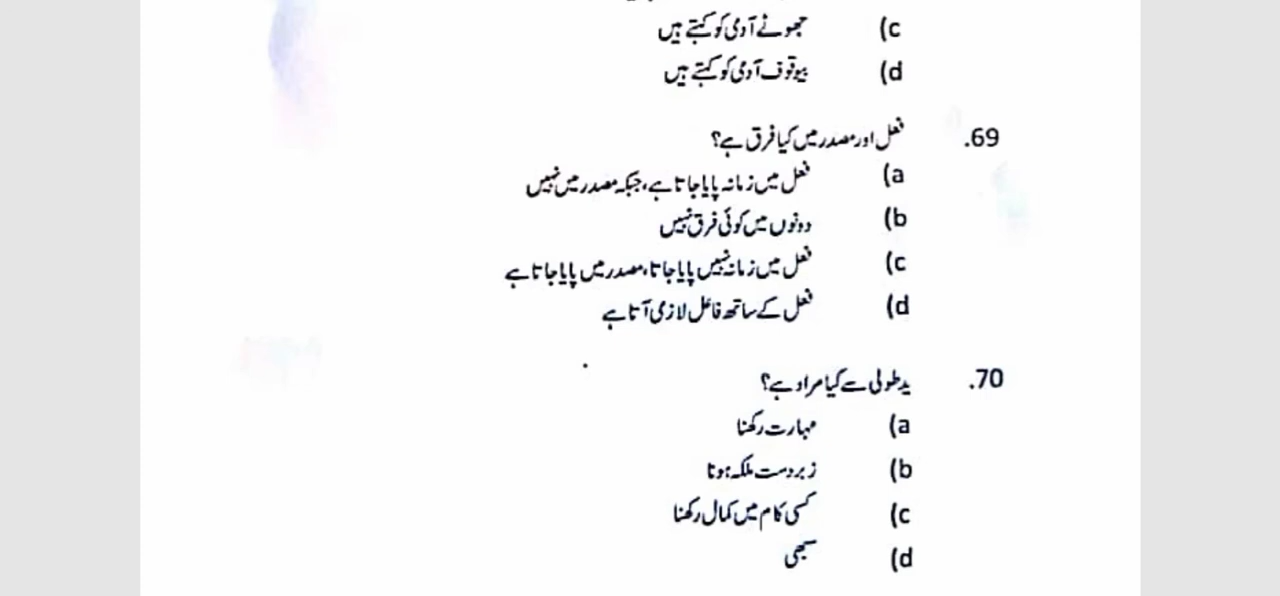 c) جھوٹے آدمی کو کہتے ہیں
d) بیوقوف آدمی کو کہتے ہیں
69. فعل اور مصدر میں کیا فرق ہے؟
a) فعل میں زمانہ پایا جاتا ہے، جبکہ مصدر میں نہیں
b) دونوں میں کوئی فرق نہیں
c) فعل میں زمانہ نہیں پایا جاتا، مصدر میں پایا جاتا ہے
d) فعل کے ساتھ فاعل لازمی آتا ہے
70. ید طولی سے کیا مراد ہے؟
a) مہارت رکھنا
b) زبردست ملکہ ہونا
c) کسی کام میں کمال رکھنا
d) سبھی